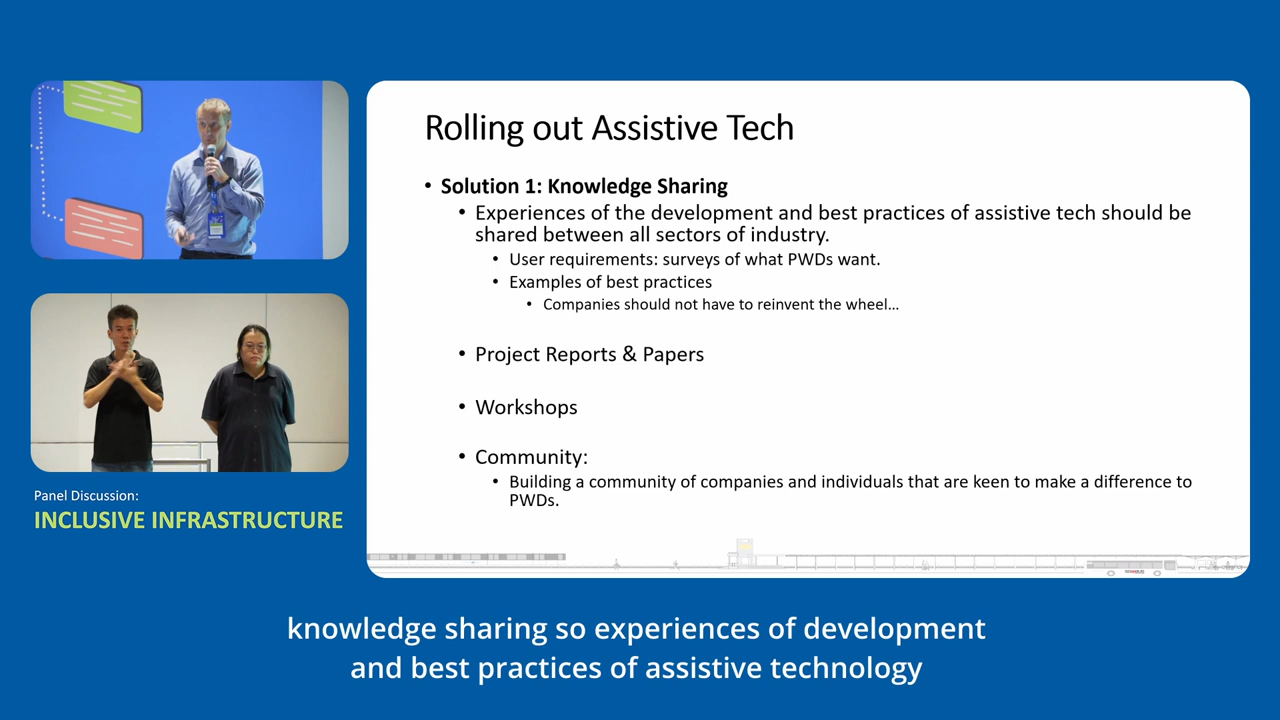 Rolling out Assistive Tech
• Solution 1: Knowledge Sharing
• Experiences of the development and best practices of assistive tech should be
shared between all sectors of industry.
• User requirements: surveys of what PWDs want.
• Examples of best practices
• Companies should not have to reinvent the wheel...
• Project Reports & Papers
• Workshops
• Community:
• Building a community of companies and individuals that are keen to make a difference to
PWDs.
Panel Discussion:
INCLUSIVE INFRASTRUCTURE
knowledge sharing so experiences of development
and best practices of assistive technology